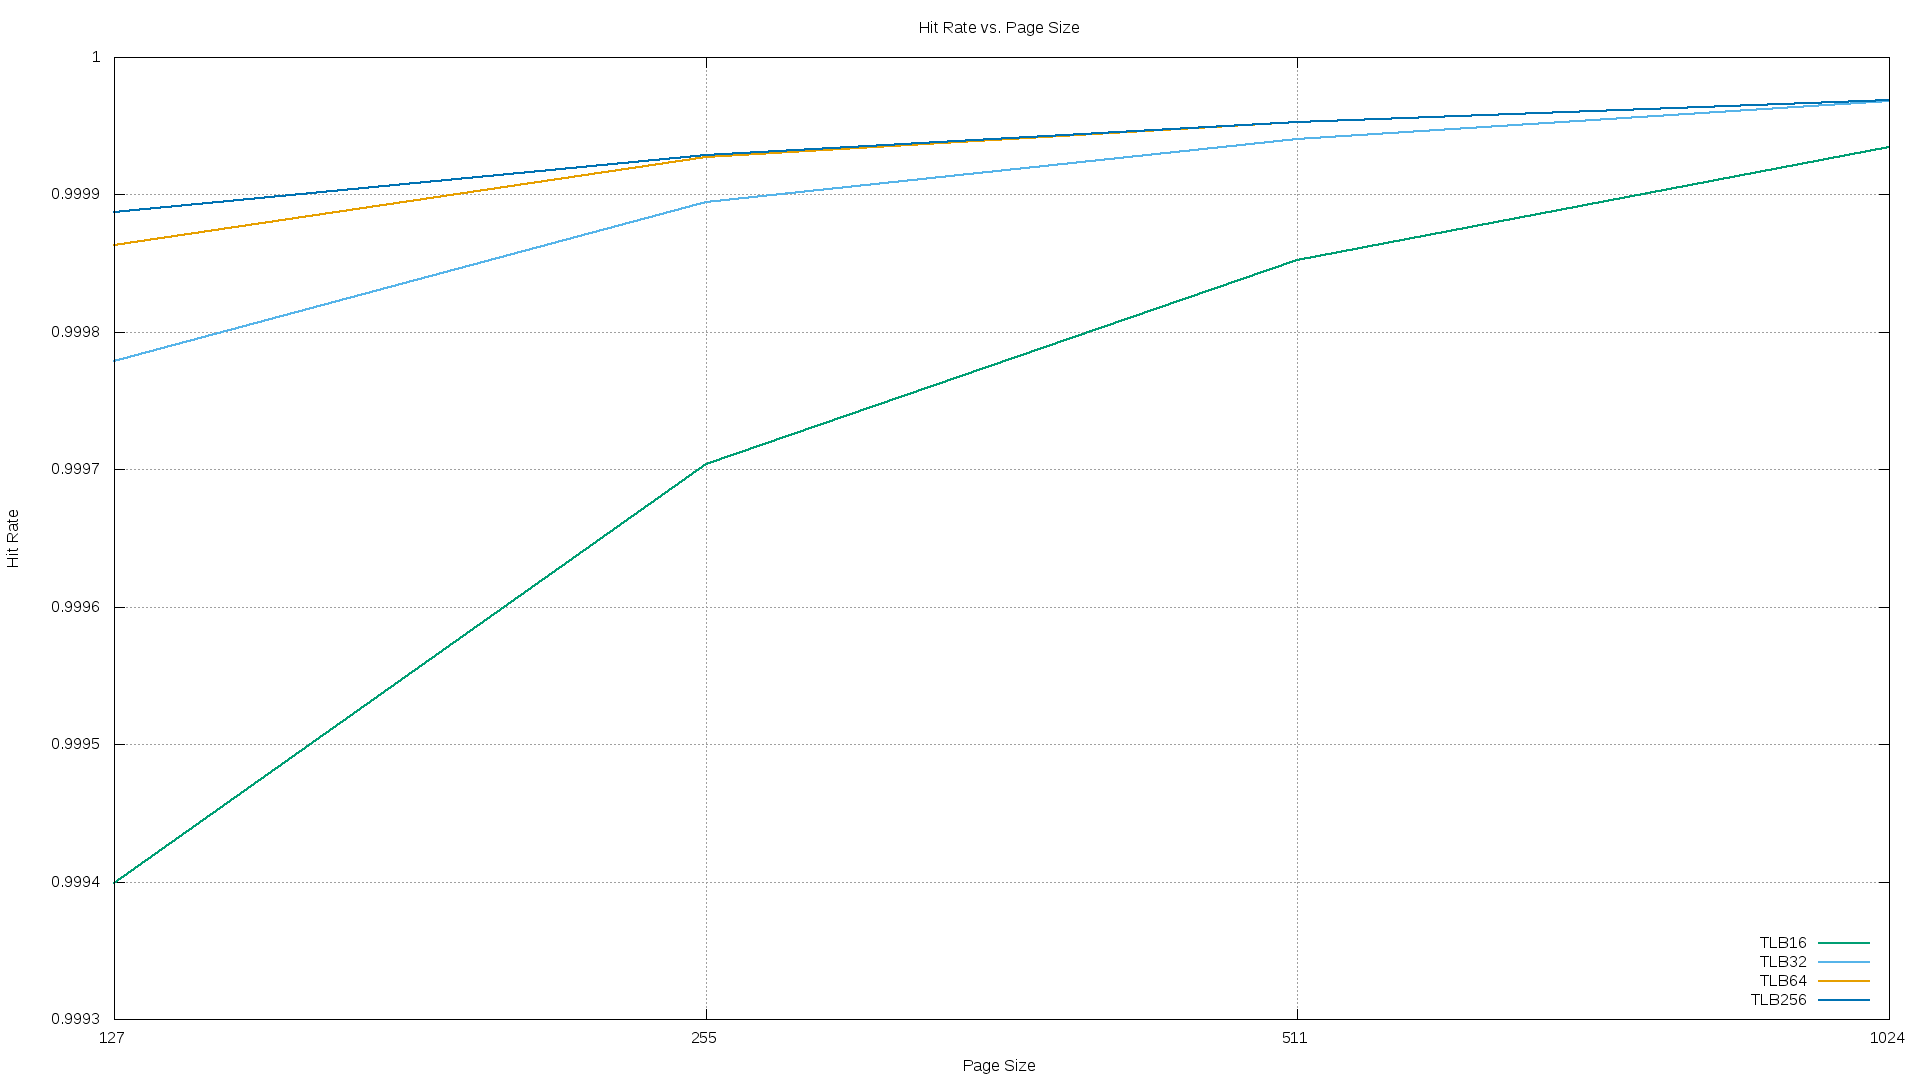 Hit Rate vs. Page Size
1
0.9999
0.9998
0.9997
0.9996
0.9995
0.9994
0.9993
Hit Rate
127
255
511
1024
Page Size
TLB16
TLB32
TLB64
TLB256